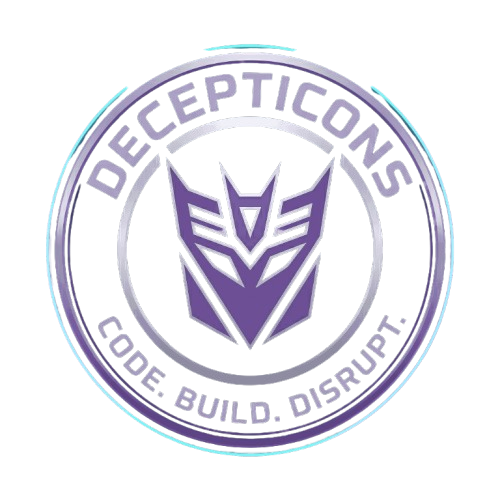 DECEPTICONS
CODE. BUILD. DISRUPT.